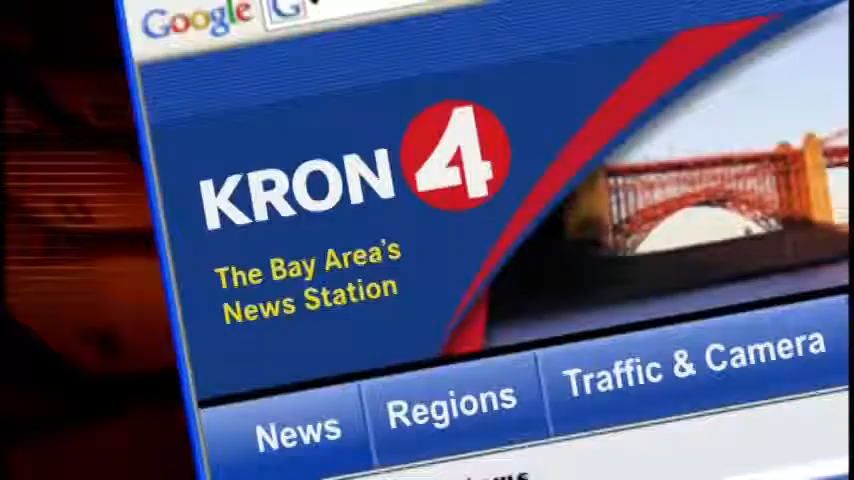 Google G
KRON 4
The Bay Area's
News Station
News
Regions
Traffic & Camera